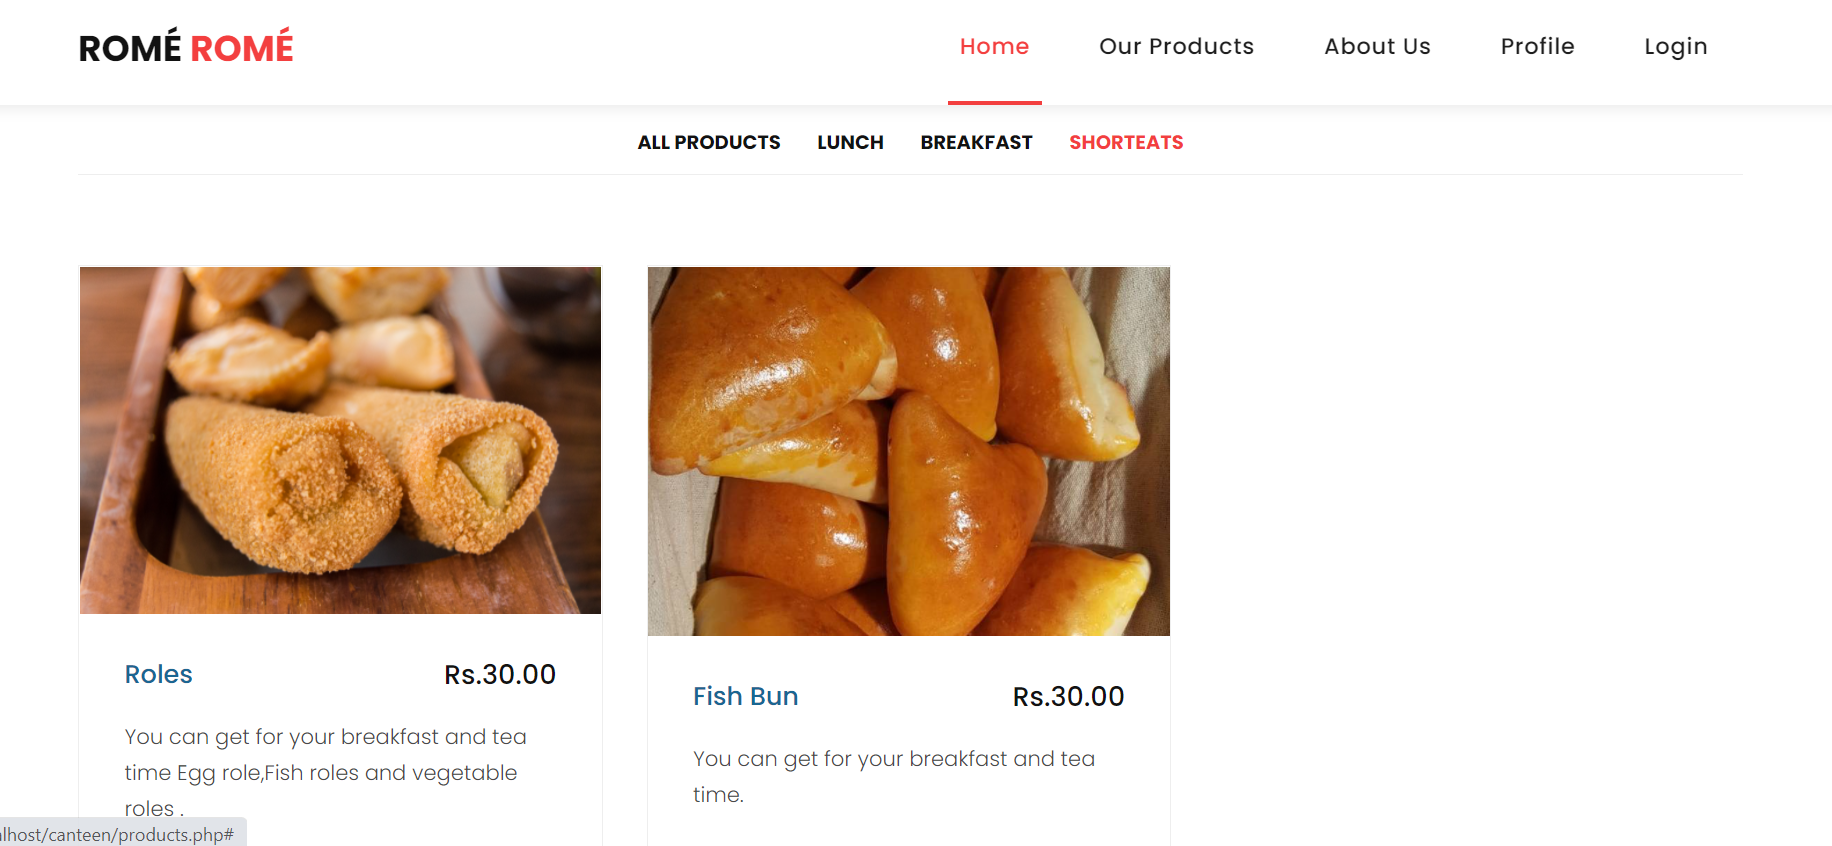 ROMÉ ROMÉ
Home Our Products About Us Profile Login
ALL PRODUCTS LUNCH BREAKFAST SHORTEATS
Roles Rs.30.00
You can get for your breakfast and tea
time Egg role,Fish roles and vegetable
roles .
Fish Bun Rs.30.00
You can get for your breakfast and tea
time.
lhost/canteen/products.php#